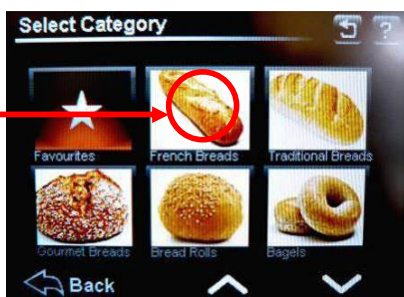 Select Category
?
Favourites
French Breads
Traditional Breads
Gourmet Breads
Bread Rolls
Bagels
Back